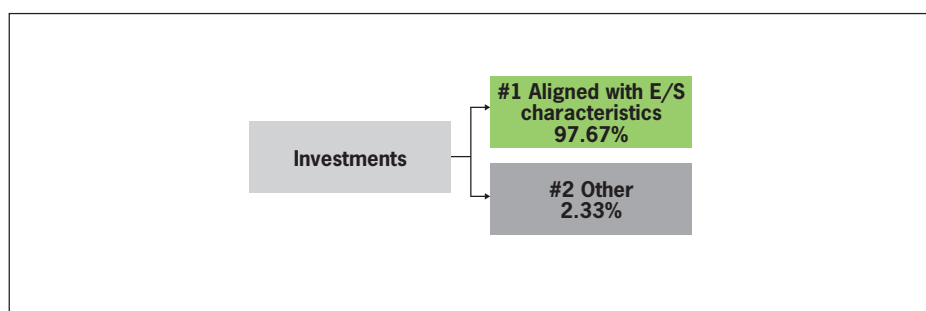 Investments
#1 Aligned with E/S
characteristics
97.67%
#2 Other
2.33%